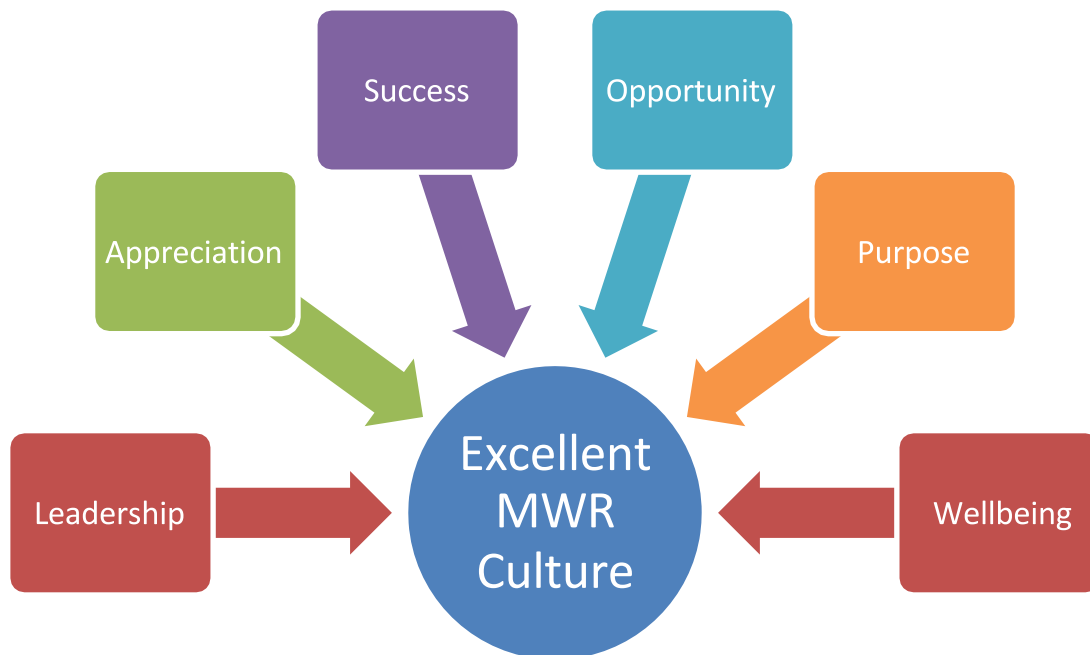 Success
Opportunity
Appreciation
Purpose
Leadership
Excellent
MWR
Culture
Wellbeing